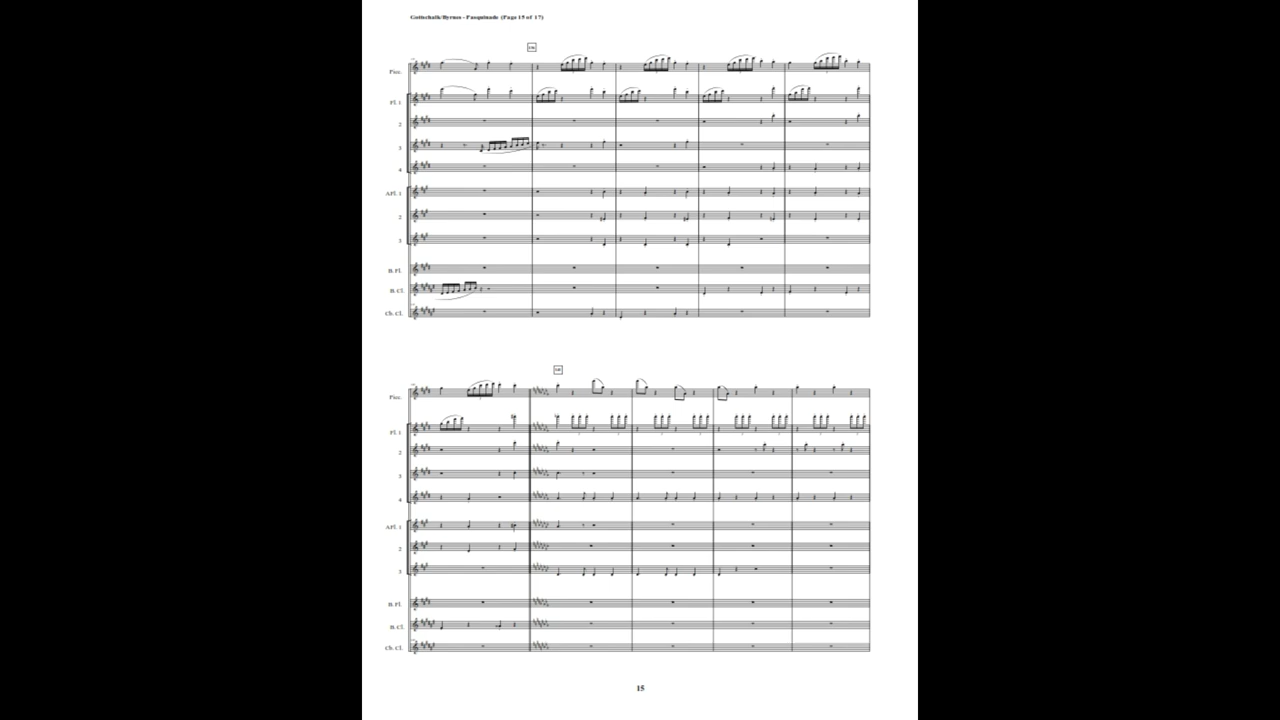 Gottschalk/Byrnes - Pasquinade (Page 15 of 17)
Picc.
Fl. 1
2
3
4
AFl. 1
2
3
B. Fl.
B. Cl.
Cb. Cl.
Picc.
Fl. 1
2
3
4
AFl. 1
2
3
B. Fl.
B. Cl.
Cb. Cl.
15